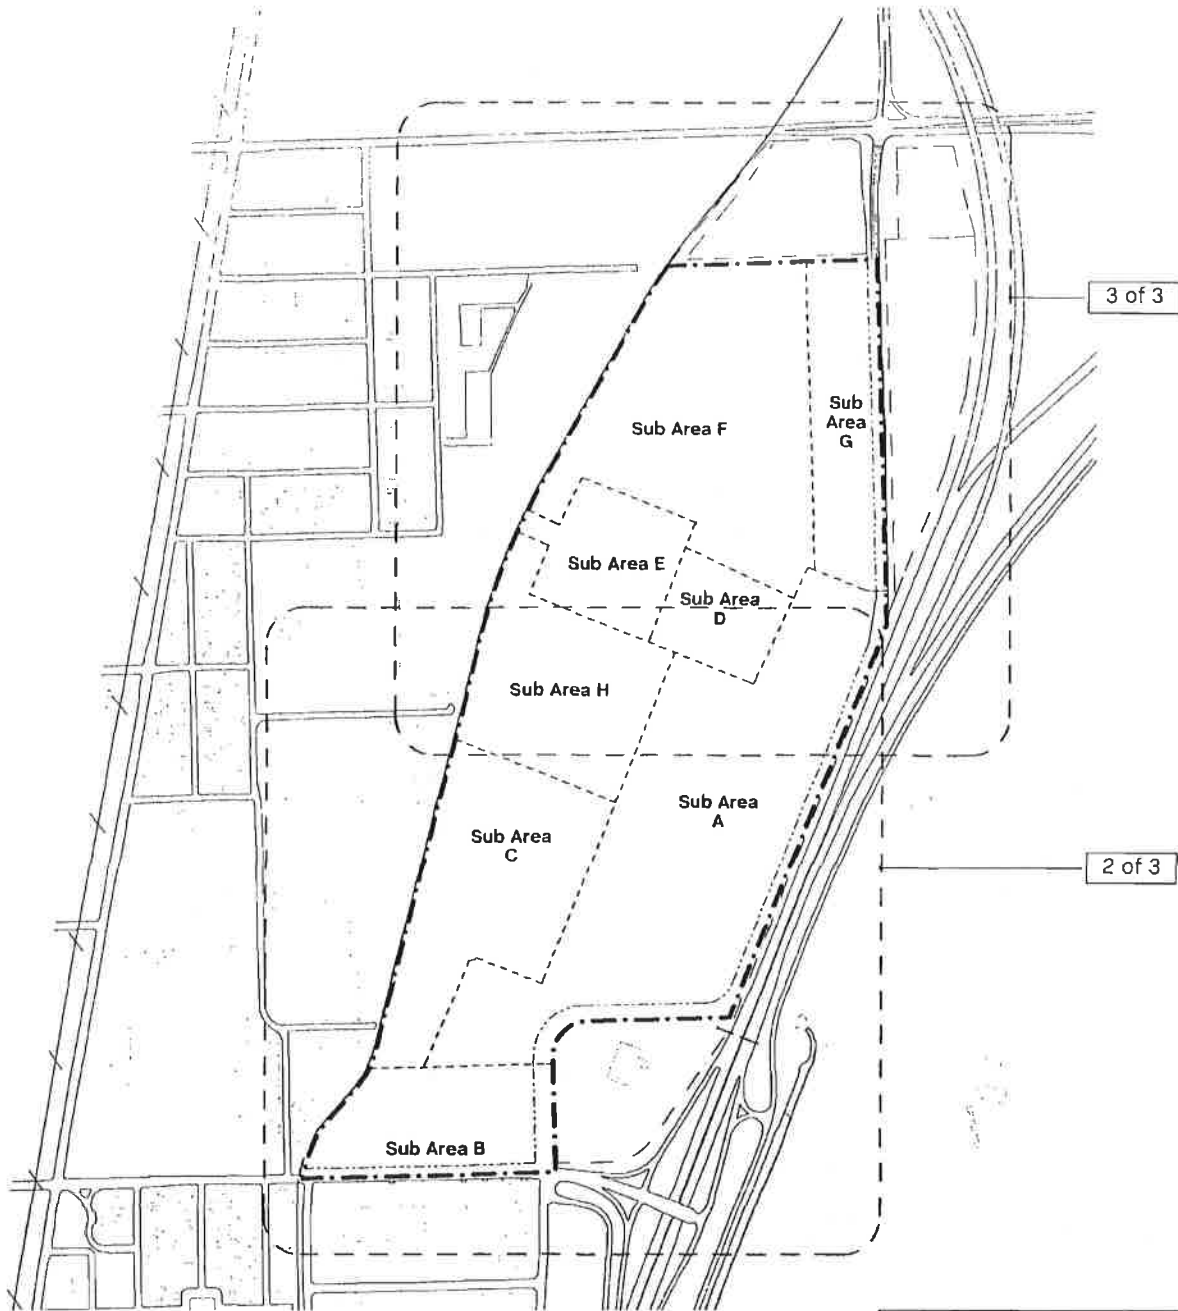 3 of 3
Sub Area F
Sub
Area
G
Sub Area E
Sub Area
D
Sub Area H
Sub Area
A
Sub Area
C
2 of 3
Sub Area B